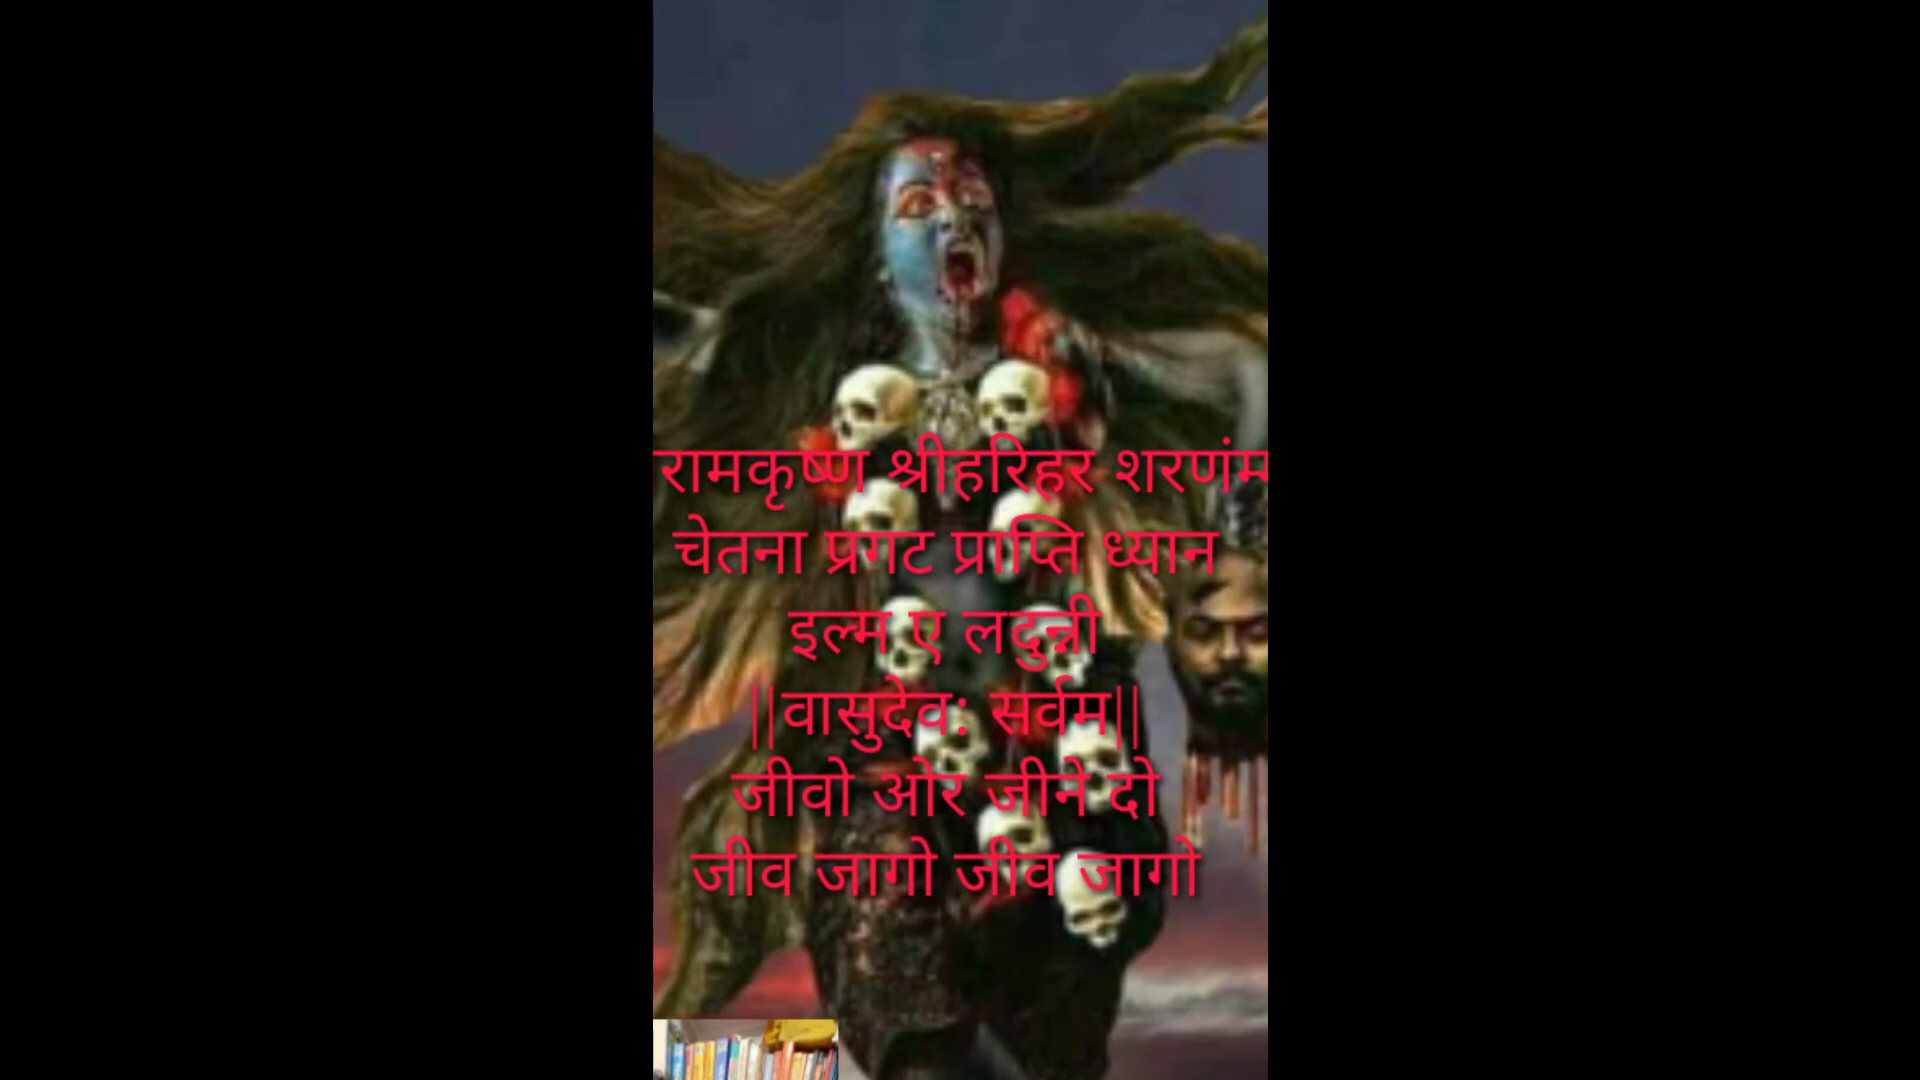 रामकृष्ण श्रीहरिहर शरणंम
चेतना प्रगट प्राप्ति ध्यान
इल्म ए लदुन्नी
||वासुदेव: सर्वम||
जीवो ओर जीने दो
जीव जागो जीव जागो